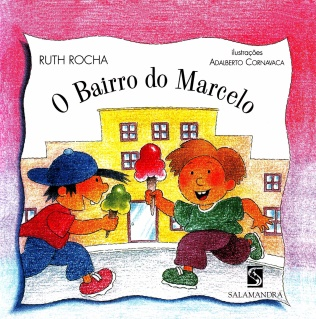 RUTH ROCHA
ilustrações
ADALBERTO CORNAVACA
O Bairro do Marcelo
SALAMANDRA